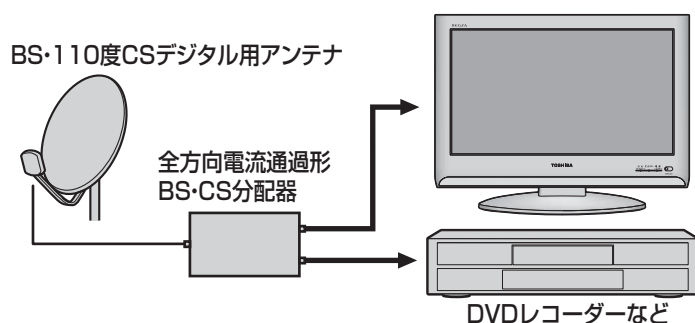 BS・110度CSデジタル用アンテナ
全方向電流通過形
BS・CS分配器
REGZA
TOSHIBA
DVDレコーダーなど